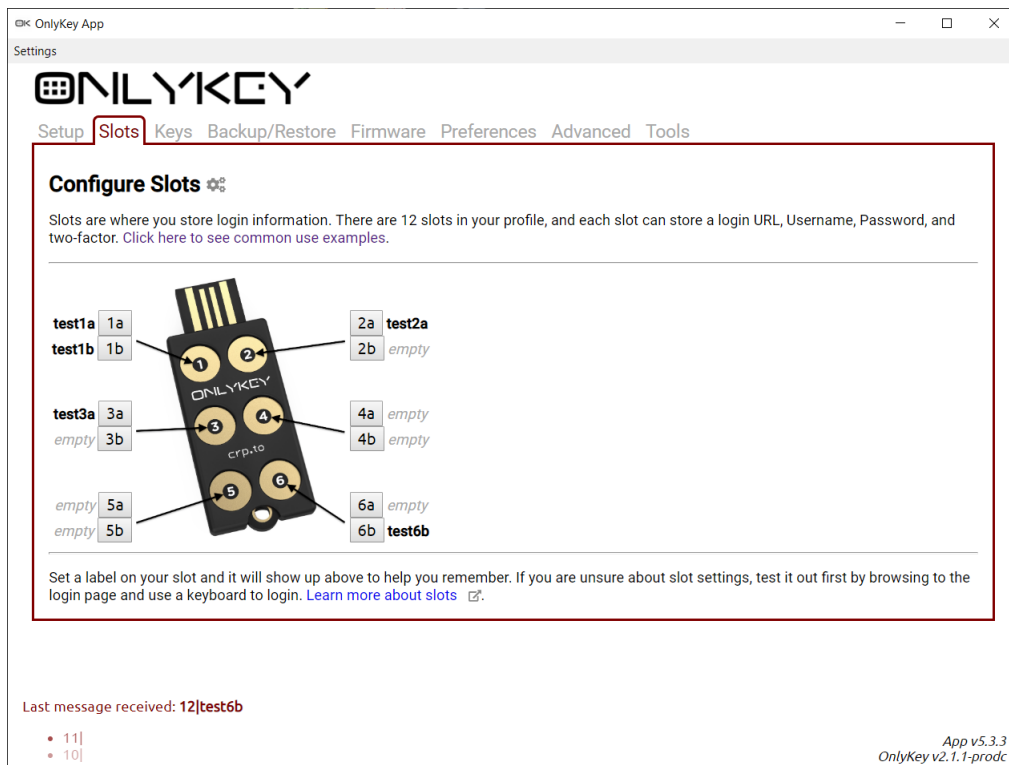 OnlyKey App
Settings
ONLYKEY
Setup Slots Keys Backup/Restore Firmware Preferences Advanced Tools
Configure Slots
Slots are where you store login information. There are 12 slots in your profile, and each slot can store a login URL, Username, Password, and
two-factor. Click here to see common use examples.
test1a 1a 2a test2a
test1b 1b 2b empty
1 2
ONLYKEY
test3a 3a 4a empty
empty 3b 4b empty
3 4
crp.to
5 6
empty 5a 6a empty
empty 5b 6b test6b
Set a label on your slot and it will show up above to help you remember. If you are unsure about slot settings, test it out first by browsing to the
login page and use a keyboard to login. Learn more about slots .
Last message received: 12|test6b
• 11|
• 10|
App v5.3.3
OnlyKey v2.1.1-prodc